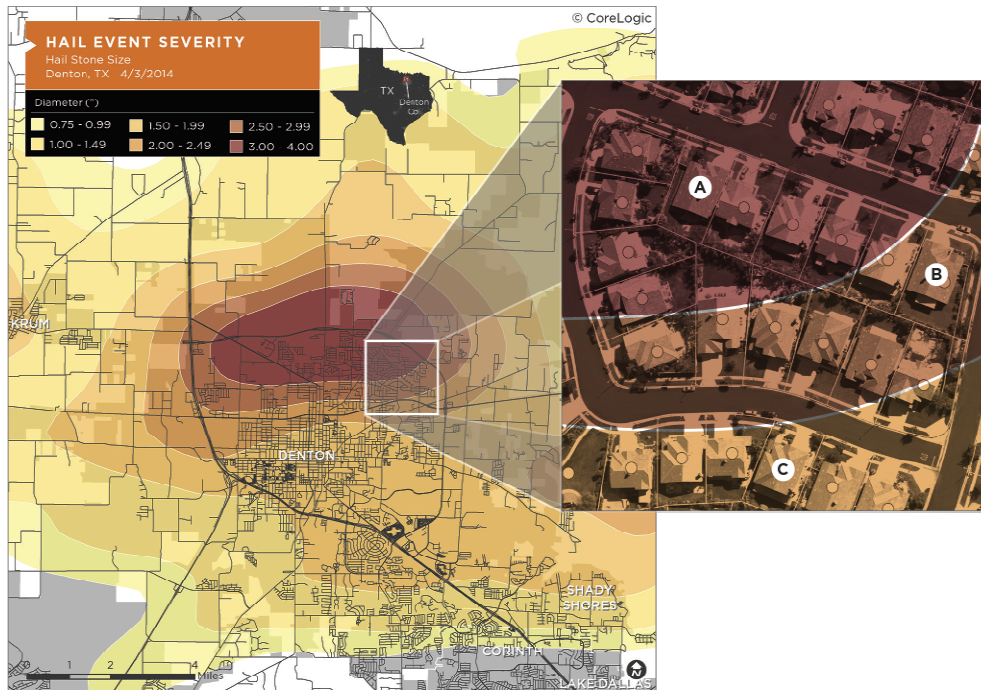 © CoreLogic
HAIL EVENT SEVERITY
Hail Stone Size
Denton, TX 4/3/2014
Diameter (")
0.75 - 0.99
1.50 - 1.99
2.50 - 2.99
1.00 - 1.49
2.00 - 2.49
3.00 - 4.00
TX
Denton
Co
A
B
C
KRUM
DENTON
SHADY
SHORES
CORINTH
LAKE DALLAS
0 1 2 4
Miles
N